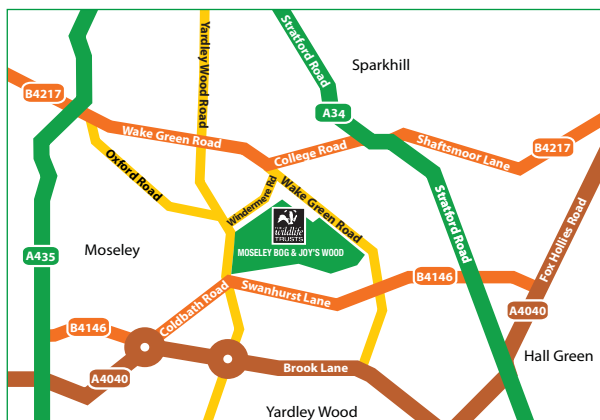 Stratford Road
Yardley Wood Road
Sparkhill
B4217
A34
Wake Green Road
College Road
Shaftsmoor Lane
B4217
Oxford Road
Windermere Rd
Wake Green Road
Fox Hollies Road
wildlife
TRUSTS
Stratford Road
Moseley
MOSELEY BOG & JOY'S WOOD
A435
B4146
Swanhurst Lane
Coldbath Road
A4040
B4146
Hall Green
Brook Lane
A4040
Yardley Wood